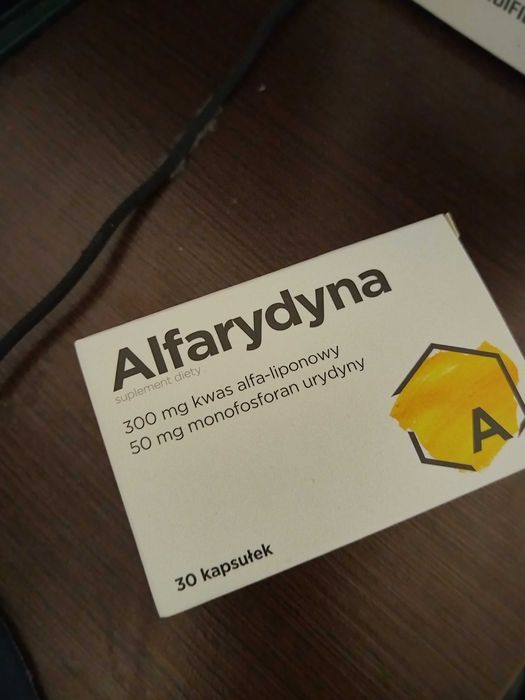 Alfarydyna
suplement diety
300 mg kwas alfa-liponowy
50 mg monofosforan urydyny
A
30 kapsułek